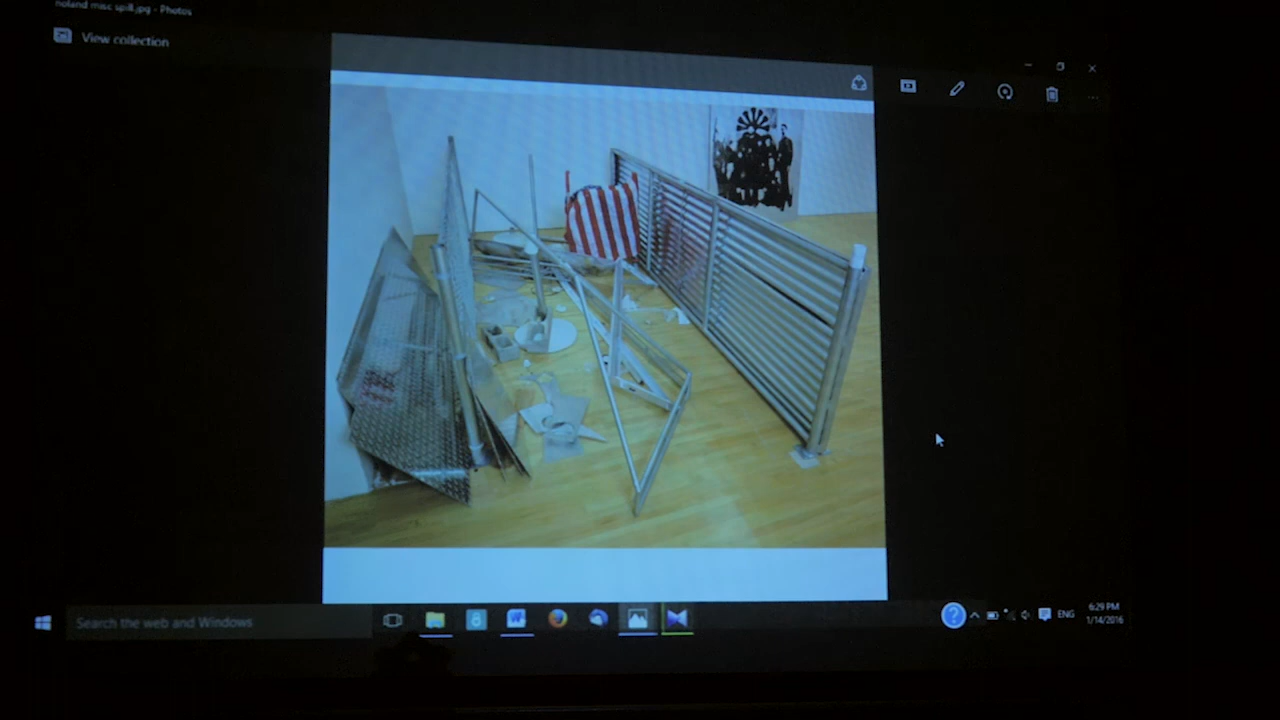 noland misc spill.jpg - Photos
View collection
Search the web and Windows
ENG
6:29 PM
1/14/2016